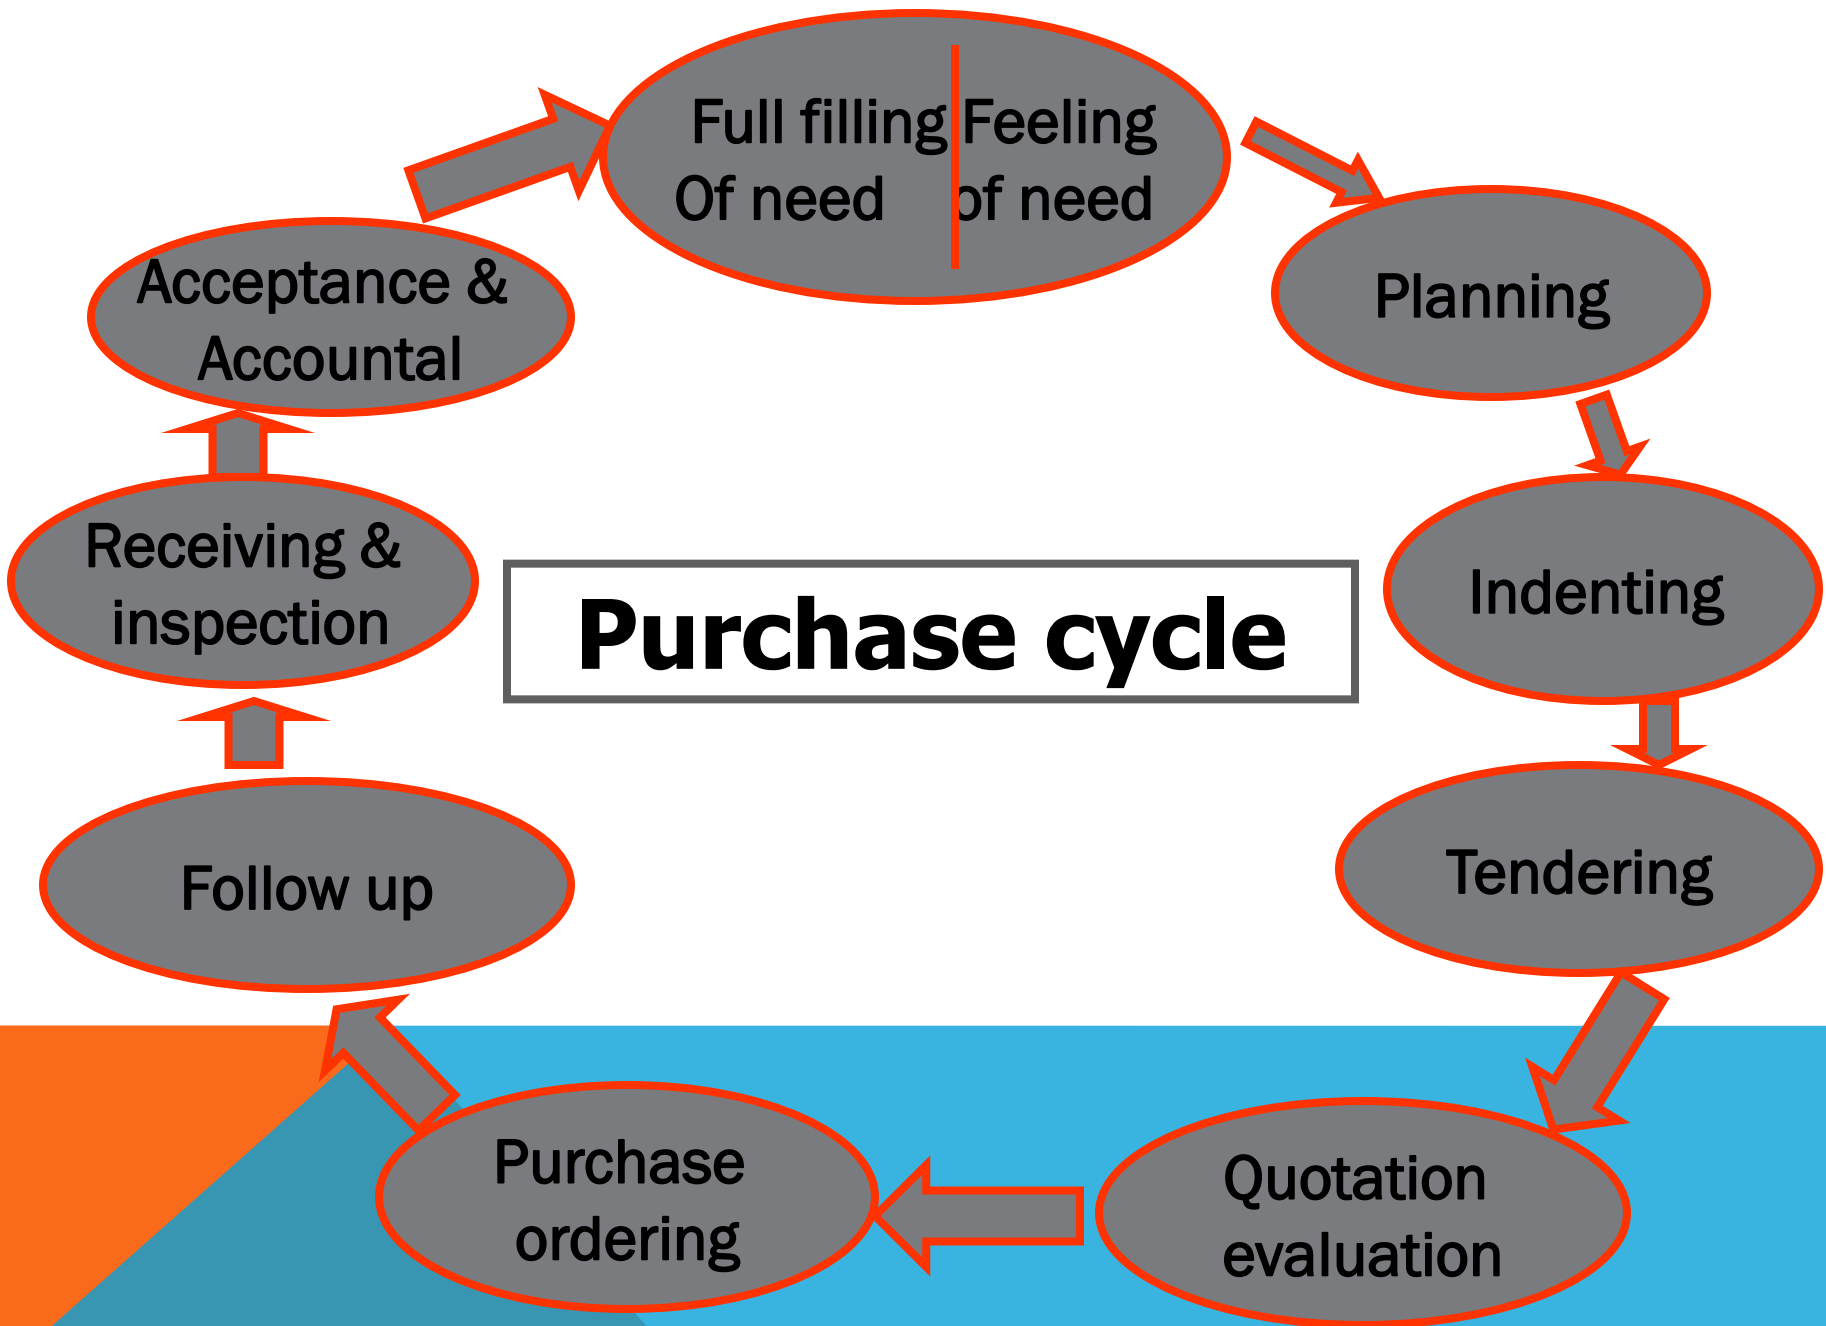 Full filling Feeling
Of need of need
Planning
Indenting
Tendering
Quotation
evaluation
Purchase
ordering
Follow up
Receiving &
inspection
Acceptance &
Accountal
Purchase cycle